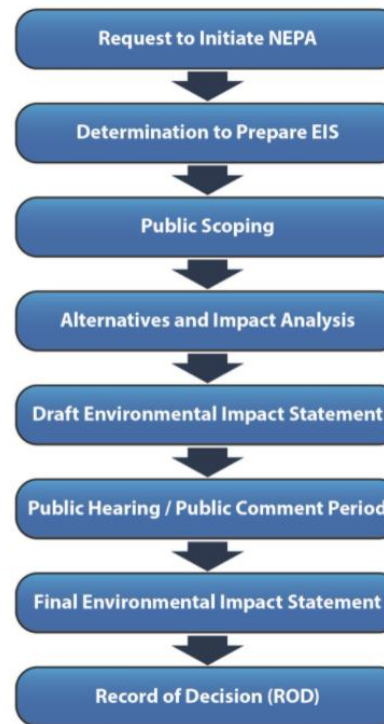 Request to Initiate NEPA
Determination to Prepare EIS
Public Scoping
Alternatives and Impact Analysis
Draft Environmental Impact Statement
Public Hearing / Public Comment Period
Final Environmental Impact Statement
Record of Decision (ROD)